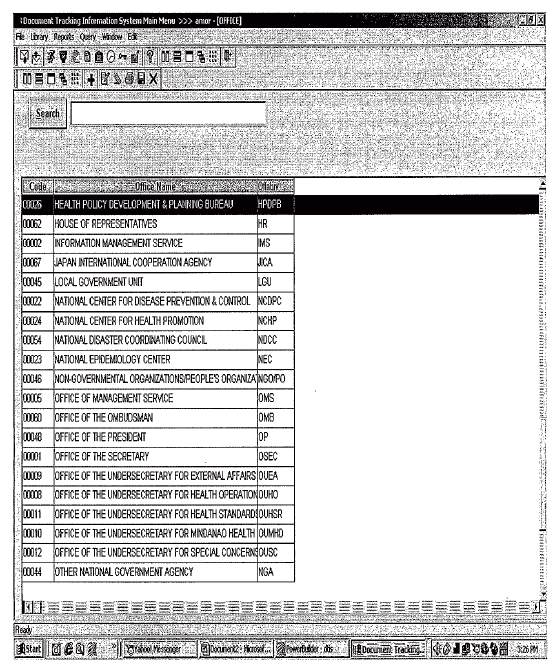 Document Tracking Information System Main Menu >>> amor - [OFFICE]
File Library Reports Query Window Edit
Search
Code Office Name Offabrv
00026 HEALTH POLICY DEVELOPMENT & PLANNING BUREAU HPDPB
00062 HOUSE OF REPRESENTATIVES HR
00002 INFORMATION MANAGEMENT SERVICE IMS
00067 JAPAN INTERNATIONAL COOPERATION AGENCY JICA
00045 LOCAL GOVERNMENT UNIT LGU
00022 NATIONAL CENTER FOR DISEASE PREVENTION & CONTROL NCDPC
00024 NATIONAL CENTER FOR HEALTH PROMOTION NCHP
00054 NATIONAL DISASTER COORDINATING COUNCIL NDCC
00023 NATIONAL EPIDEMIOLOGY CENTER NEC
00046 NON-GOVERNMENTAL ORGANIZATIONS/PEOPLE'S ORGANIZA NGO/PO
00005 OFFICE OF MANAGEMENT SERVICE OMS
00060 OFFICE OF THE OMBUDSMAN OMB
00048 OFFICE OF THE PRESIDENT OP
00001 OFFICE OF THE SECRETARY OSEC
00009 OFFICE OF THE UNDERSECRETARY FOR EXTERNAL AFFAIRS OUEA
00008 OFFICE OF THE UNDERSECRETARY FOR HEALTH OPERATION OUHO
00011 OFFICE OF THE UNDERSECRETARY FOR HEALTH STANDARDS OUHSR
00010 OFFICE OF THE UNDERSECRETARY FOR MINDANAO HEALTH OUMHD
00012 OFFICE OF THE UNDERSECRETARY FOR SPECIAL CONCERNS OUSC
00044 OTHER NATIONAL GOVERNMENT AGENCY NGA
Ready
Start Yahoo! Messenger Document2 - Microsof... PowerBuilder - dtis Document Tracking... 3:26 PM